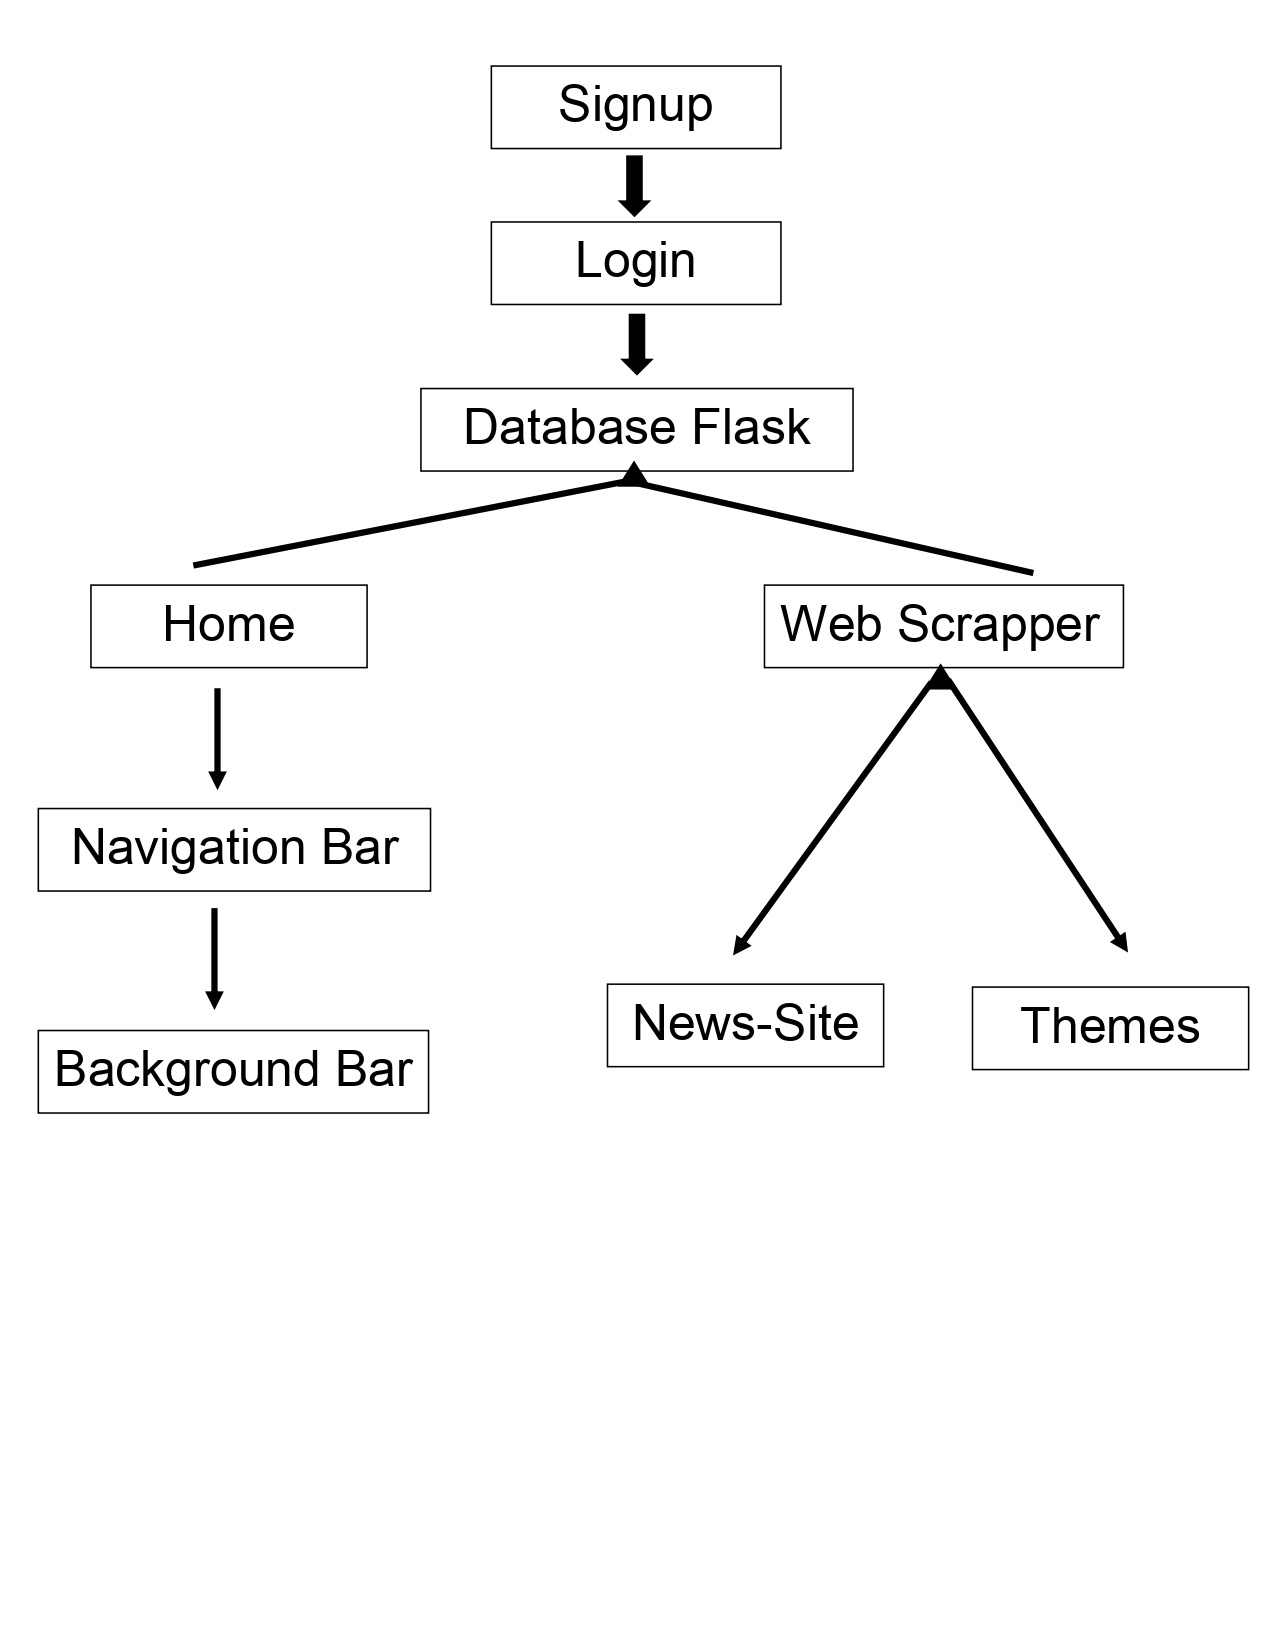 Signup
Login
Database Flask
Home
Web Scrapper
Navigation Bar
News-Site
Themes
Background Bar